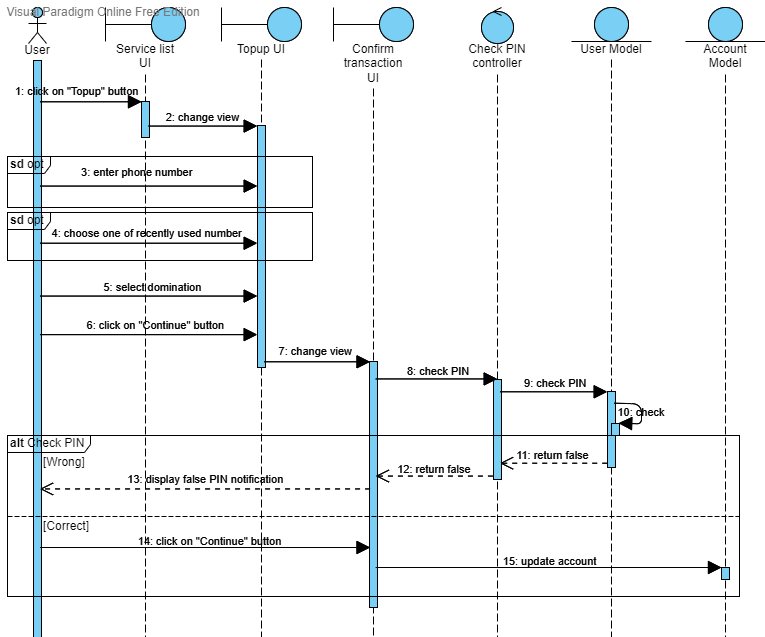 Visual Paradigm Online Free Edition
User
Service list
UI
Topup UI
Confirm
transaction
UI
Check PIN
controller
User Model
Account
Model
1: click on "Topup" button
2: change view
sd opt
3: enter phone number
sd opt
4: choose one of recently used number
5: select domination
6: click on "Continue" button
7: change view
8: check PIN
9: check PIN
10: check
alt Check PIN
[Wrong]
11: return false
12: return false
13: display false PIN notification
[Correct]
14: click on "Continue" button
15: update account